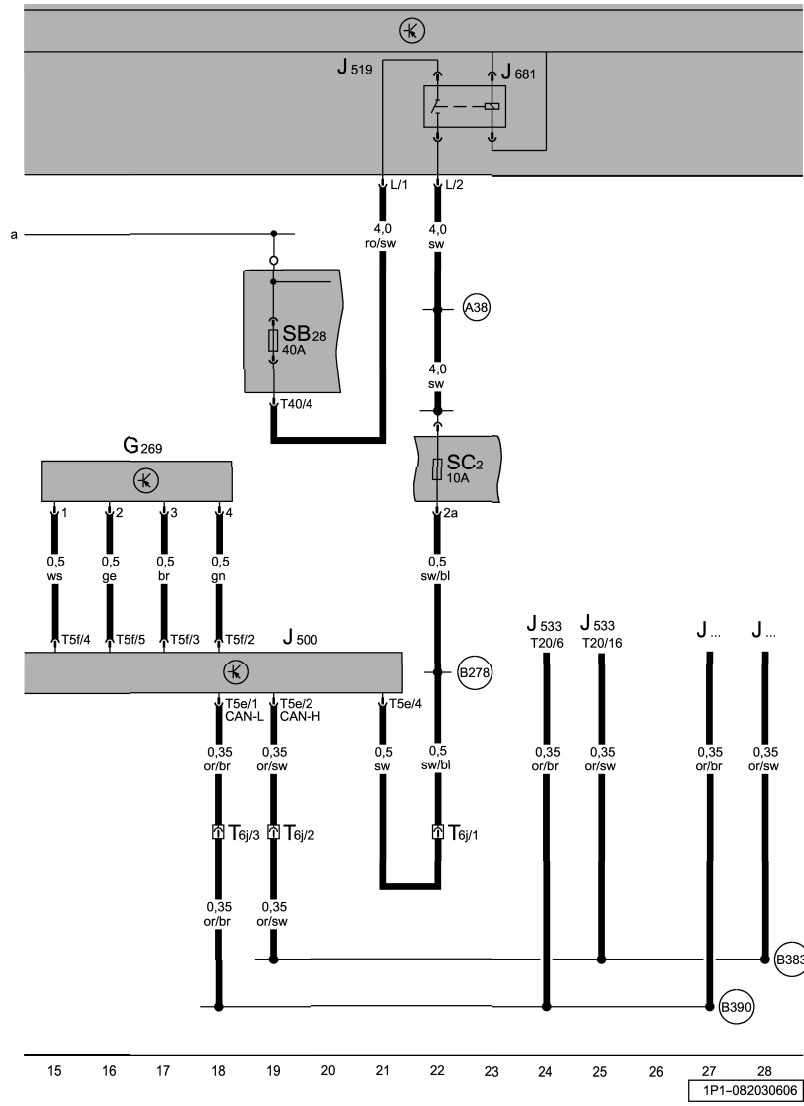 J 519
J 681
L/1
L/2
a
4,0
ro/sw
4,0
sw
A38
SB28
40A
4,0
sw
T40/4
G269
SC2
10A
1
2
3
4
2a
0,5
ws
0,5
ge
0,5
br
0,5
gn
0,5
sw/bl
J 533
T20/6
J 533
T20/16
J ...
J ...
T5f/4
T5f/5
T5f/3
T5f/2
J 500
B278
T5e/1
CAN-L
T5e/2
CAN-H
T5e/4
0,35
or/br
0,35
or/sw
0,5
sw
0,5
sw/bl
0,35
or/br
0,35
or/sw
0,35
or/br
0,35
or/sw
T6j/3
T6j/2
T6j/1
0,35
or/br
0,35
or/sw
B383
B390
15 16 17 18 19 20 21 22 23 24 25 26 27 28
1P1-082030606